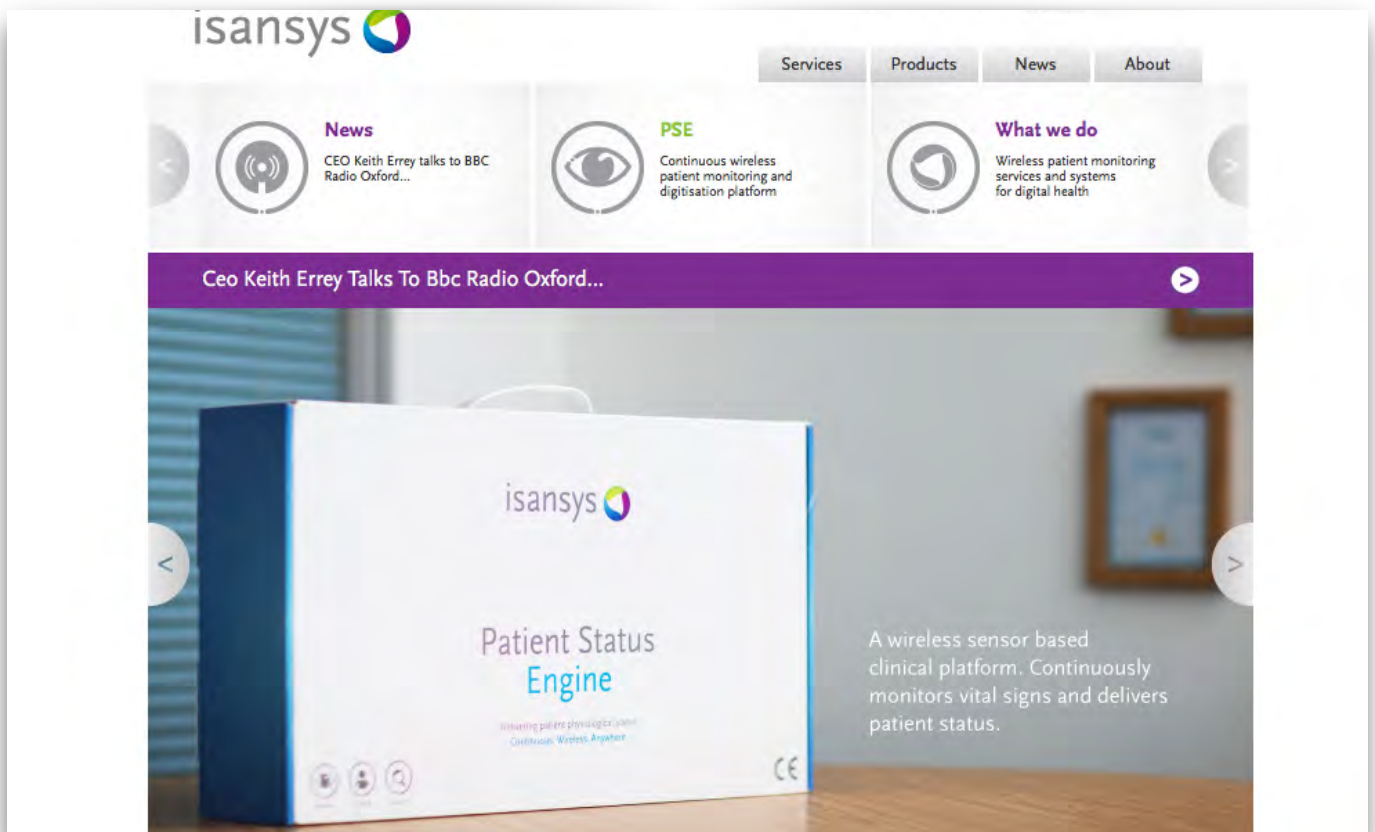 isansys
Services Products News About
News
CEO Keith Errey talks to BBC
Radio Oxford...
PSE
Continuous wireless
patient monitoring and
digitisation platform
What we do
Wireless patient monitoring
services and systems
for digital health
<
>
Ceo Keith Errey Talks To Bbc Radio Oxford...
>
isansys
Patient Status
Engine
Continuous. Wireless. Anywhere.
CE
<
>
A wireless sensor based
clinical platform. Continuously
monitors vital signs and delivers
patient status.